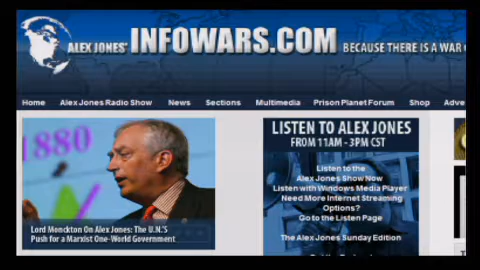 ALEX JONES' INFOWARS.COM BECAUSE THERE IS A WAR
Home Alex Jones Radio Show News Sections Multimedia Prison Planet Forum Shop Adve
1880
Lord Monckton On Alex Jones: The U.N.'S
Push for a Marxist One-World Government
LISTEN TO ALEX JONES
FROM 11AM - 3PM CST
Listen to the
Alex Jones Show Now
Listen with Windows Media Player
Need More Internet Streaming
Options?
Go to the Listen Page
The Alex Jones Sunday Edition